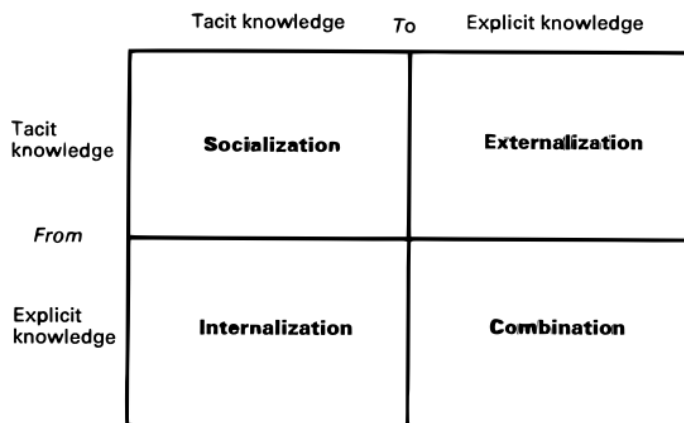 Tacit knowledge To Explicit knowledge
Tacit
knowledge
Socialization Externalization
From
Explicit
knowledge
Internalization Combination